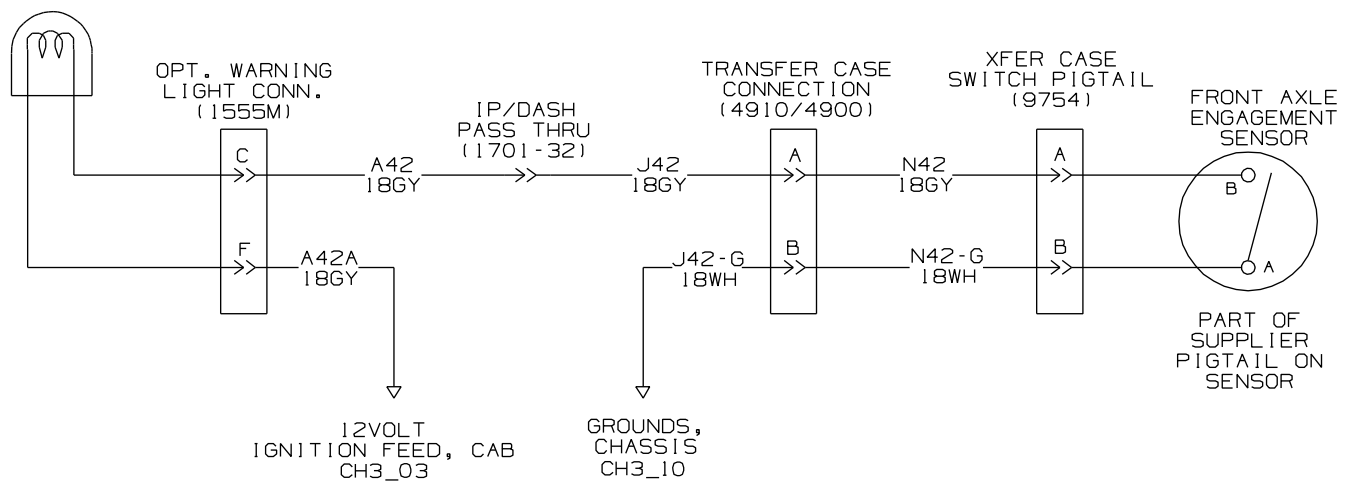 OPT. WARNING
LIGHT CONN.
(1555M)
C
F
A42
18GY
A42A
18GY
12VOLT
IGNITION FEED, CAB
CH3_03
IP/DASH
PASS THRU
(1701-32)
J42
18GY
J42-G
18WH
GROUNDS,
CHASSIS
CH3_10
TRANSFER CASE
CONNECTION
(4910/4900)
A
B
N42
18GY
N42-G
18WH
XFER CASE
SWITCH PIGTAIL
(9754)
A
B
FRONT AXLE
ENGAGEMENT
SENSOR
B
A
PART OF
SUPPLIER
PIGTAIL ON
SENSOR